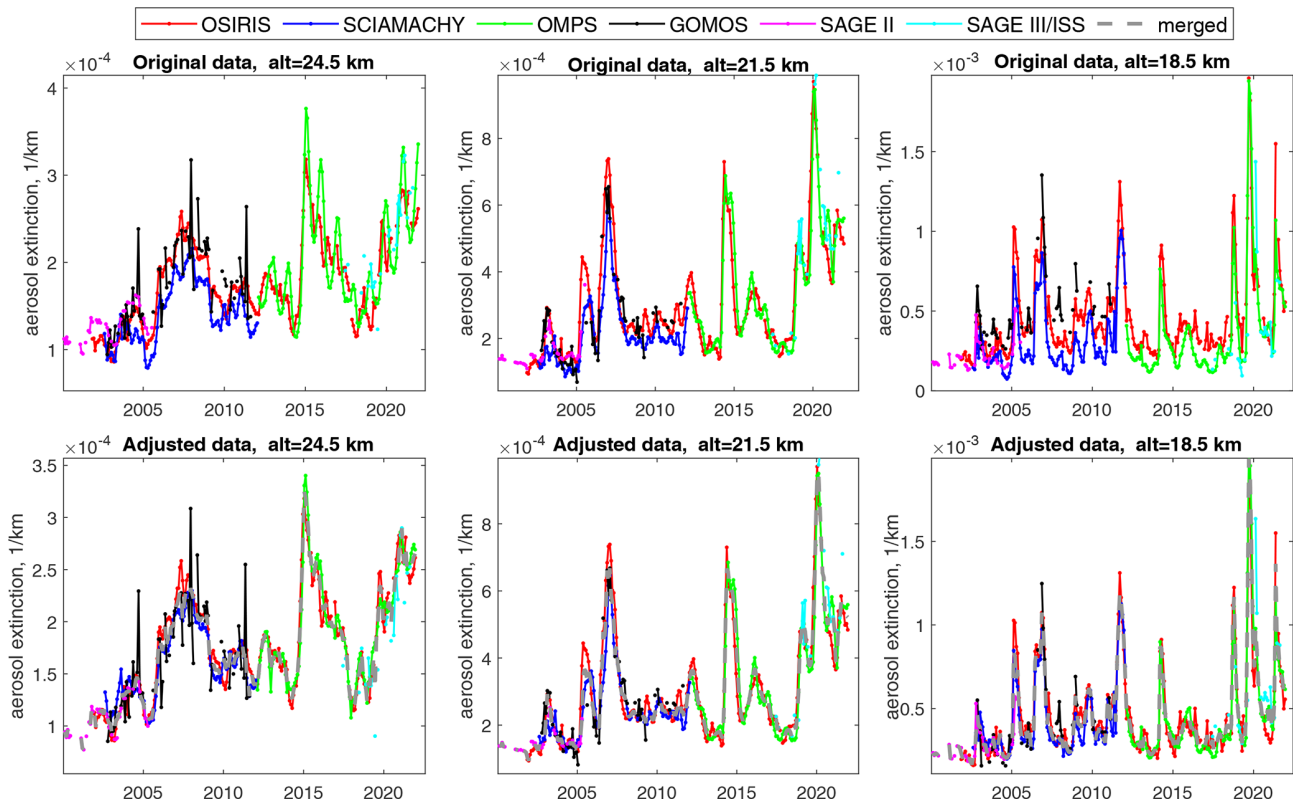 OSIRIS SCIAMACHY OMPS GOMOS SAGE II SAGE III/ISS merged
×10⁻⁴ Original data, alt=24.5 km
aerosol extinction, 1/km
4
3
2
1
2005 2010 2015 2020
×10⁻⁴ Original data, alt=21.5 km
aerosol extinction, 1/km
8
6
4
2
2005 2010 2015 2020
×10⁻³ Original data, alt=18.5 km
aerosol extinction, 1/km
1.5
1
0.5
0
2005 2010 2015 2020
×10⁻⁴ Adjusted data, alt=24.5 km
aerosol extinction, 1/km
3.5
3
2.5
2
1.5
1
2005 2010 2015 2020
×10⁻⁴ Adjusted data, alt=21.5 km
aerosol extinction, 1/km
8
6
4
2
2005 2010 2015 2020
×10⁻³ Adjusted data, alt=18.5 km
aerosol extinction, 1/km
1.5
1
0.5
2005 2010 2015 2020